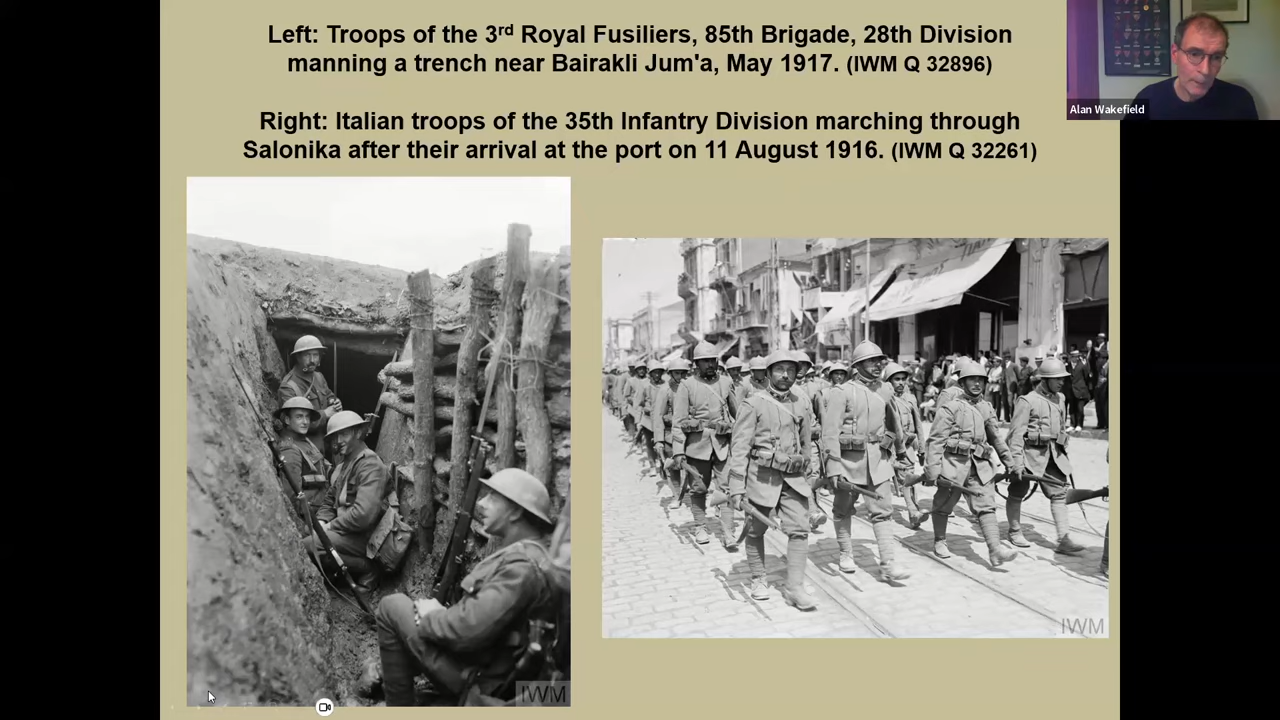 Left: Troops of the 3rd Royal Fusiliers, 85th Brigade, 28th Division
manning a trench near Bairakli Jum'a, May 1917. (IWM Q 32896)
Right: Italian troops of the 35th Infantry Division marching through
Salonika after their arrival at the port on 11 August 1916. (IWM Q 32261)
Alan Wakefield
IWM
IWM